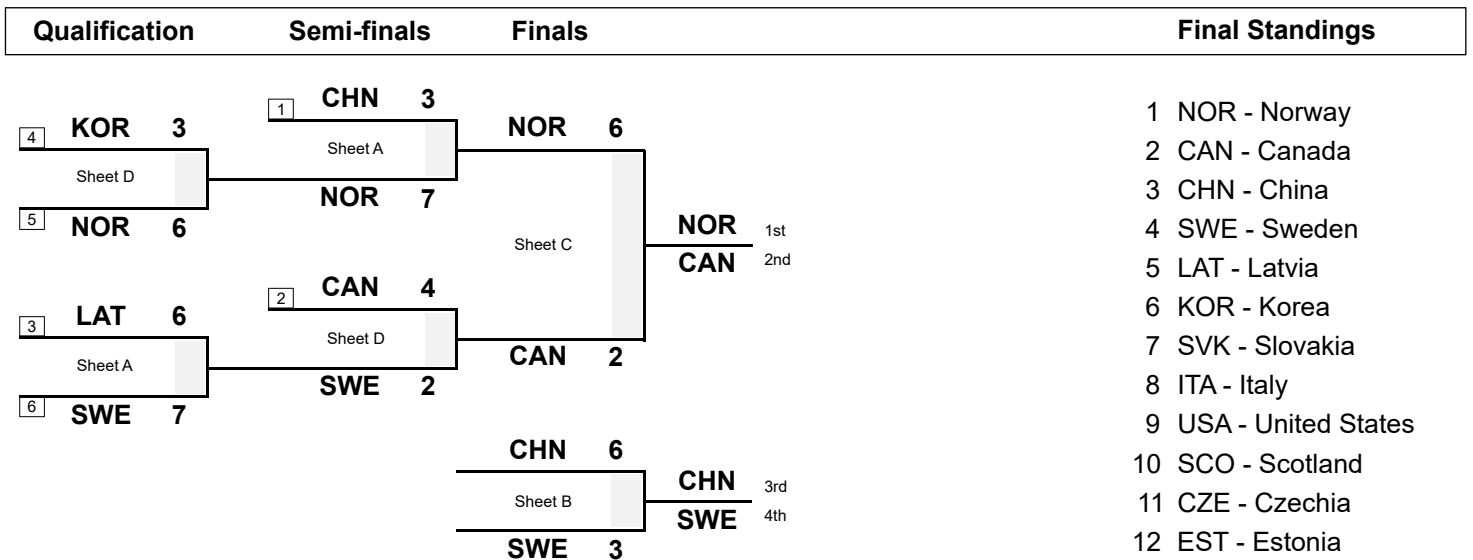 Qualification Semi-finals Finals Final Standings
1 CHN 3
4 KOR 3
Sheet D
5 NOR 6
Sheet A
NOR 7
NOR 6
Sheet C
NOR 1st
CAN 2nd
2 CAN 4
3 LAT 6
Sheet A
6 SWE 7
Sheet D
SWE 2
CAN 2
CHN 6
Sheet B
SWE 3
CHN 3rd
SWE 4th
1 NOR - Norway
2 CAN - Canada
3 CHN - China
4 SWE - Sweden
5 LAT - Latvia
6 KOR - Korea
7 SVK - Slovakia
8 ITA - Italy
9 USA - United States
10 SCO - Scotland
11 CZE - Czechia
12 EST - Estonia